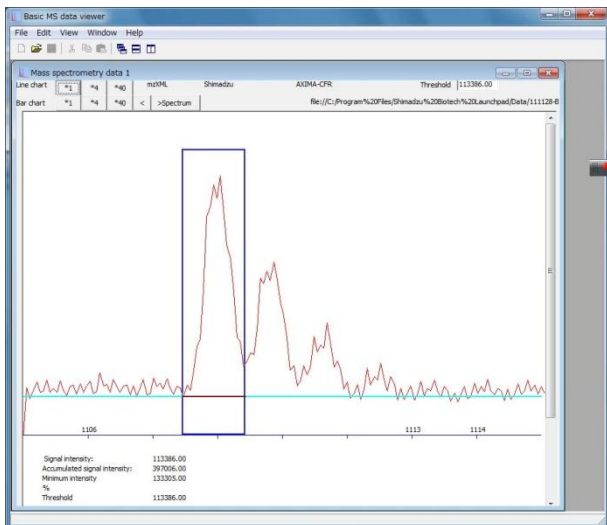 Basic MS data viewer
File Edit View Window Help
Mass spectrometry data 1
Line chart *1 *4 *40 mzXML Shimadzu AXIMA-CFR Threshold 113386.00
Bar chart *1 *4 *40 < >Spectrum file://C:/Program%20Files/Shimadzu%20Biotech%20Launchpad/Data/111128-B
1106 1113 1114
Signal intensity: 113386.00
Accumulated signal intensity: 397006.00
Minimum intensity 133305.00
%
Threshold 113386.00